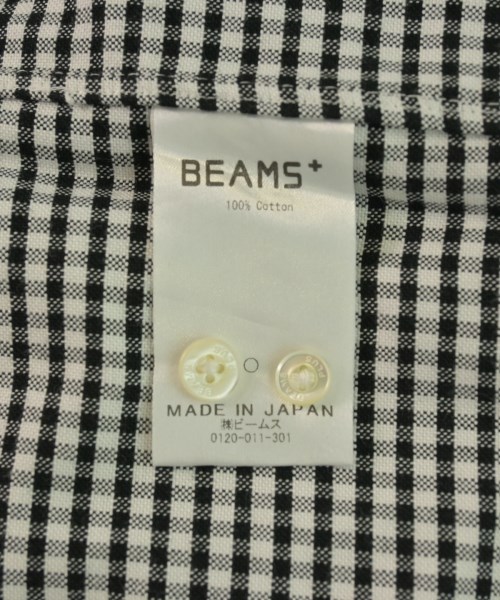 BEAMS+
100% Cotton
MADE IN JAPAN
㈱ビームス
0120-011-301